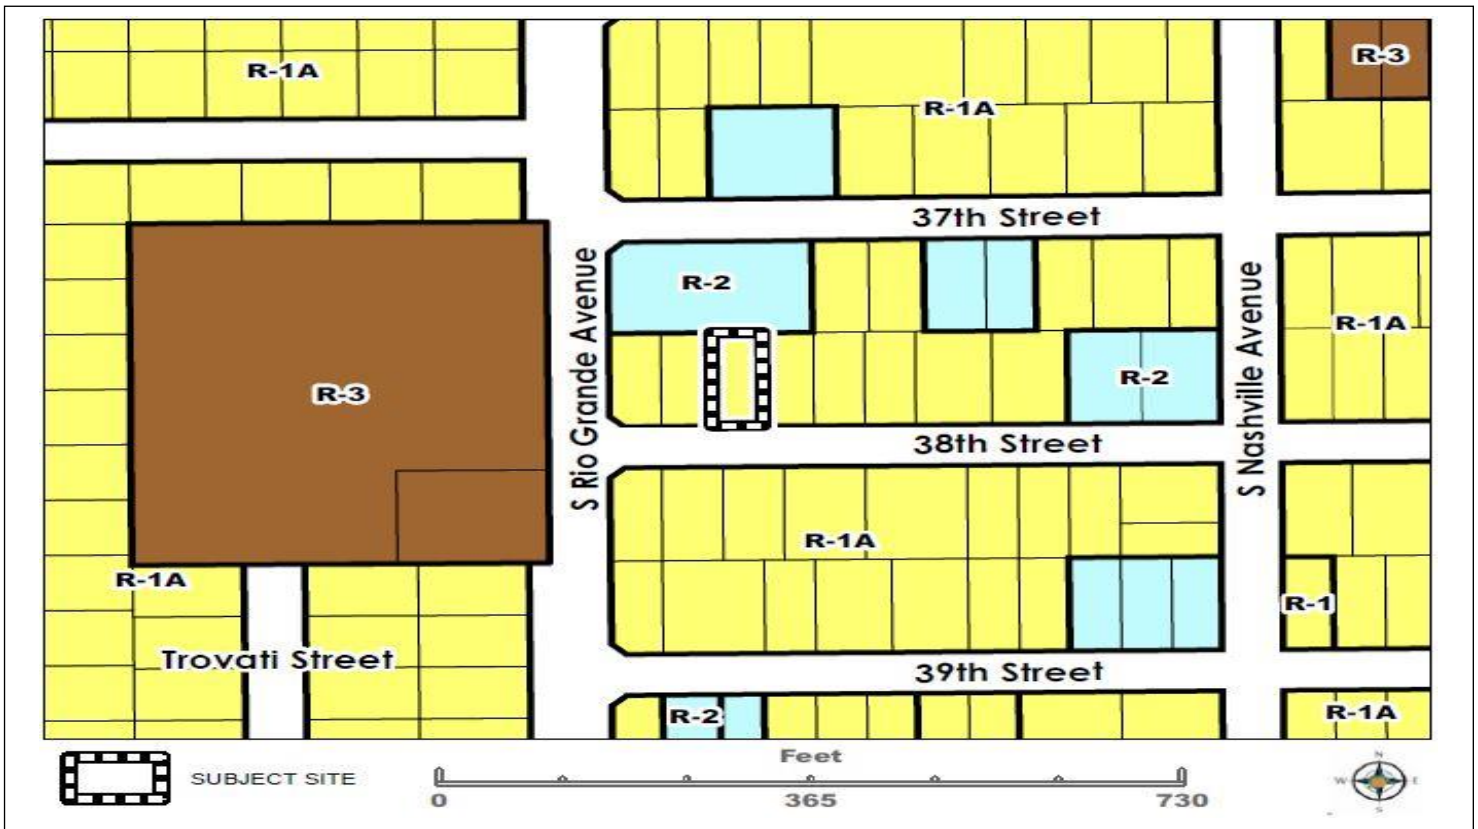 R-3
R-1A
R-1A
37th Street
S Rio Grande Avenue
R-2
S Nashville Avenue
R-1A
R-3
R-2
38th Street
R-1A
R-1A
R-1
Trovati Street
39th Street
R-2
R-1A
SUBJECT SITE
Feet
0
365
730
N
W
E
S